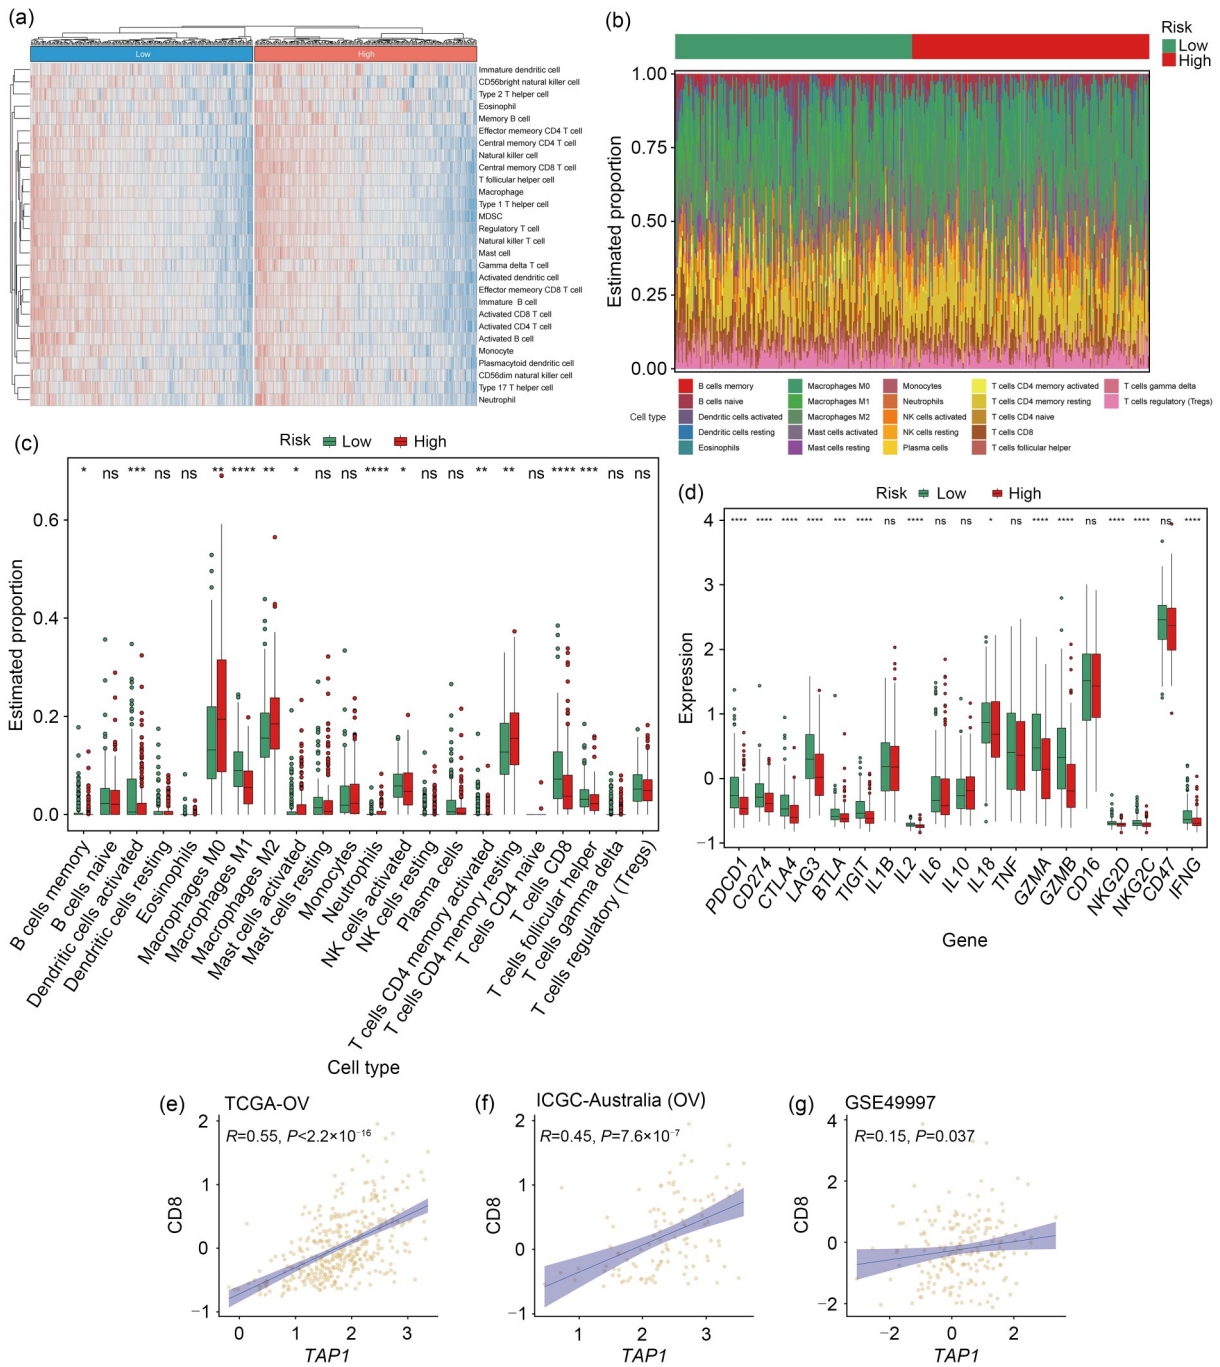 (a)
Low
High
Immature dendritic cell
CD56bright natural killer cell
Type 2 T helper cell
Eosinophil
Memory B cell
Effector memeory CD4 T cell
Central memory CD4 T cell
Natural killer cell
Central memory CD8 T cell
T follicular helper cell
Macrophage
Type 1 T helper cell
MDSC
Regulatory T cell
Natural killer T cell
Mast cell
Gamma delta T cell
Activated dendritic cell
Effector memeory CD8 T cell
Immature B cell
Activated CD8 T cell
Activated CD4 T cell
Activated B cell
Monocyte
Plasmacytoid dendritic cell
CD56dim natural killer cell
Type 17 T helper cell
Neutrophil
(b)
Risk
Low
High
Estimated proportion
1.00
0.75
0.50
0.25
0.00
Cell type
B cells memory
B cells naive
Dendritic cells activated
Dendritic cells resting
Eosinophils
Macrophages M0
Macrophages M1
Macrophages M2
Mast cells activated
Mast cells resting
Monocytes
Neutrophils
NK cells activated
NK cells resting
Plasma cells
T cells CD4 memory activated
T cells CD4 memory resting
T cells CD4 naive
T cells CD8
T cells follicular helper
T cells gamma delta
T cells regulatory (Tregs)
(c)
Risk Low High
* ns *** ns ns ** **** ** * ns ns **** * ns ns ** ** ns **** *** ns ns
Estimated proportion
0.6
0.4
0.2
0.0
B cells memory
B cells naive
Dendritic cells activated
Dendritic cells resting
Eosinophils
Macrophages M0
Macrophages M1
Macrophages M2
Mast cells activated
Mast cells resting
Monocytes
Neutrophils
NK cells activated
NK cells resting
Plasma cells
T cells CD4 memory activated
T cells CD4 memory resting
T cells CD4 naive
T cells CD8
T cells follicular helper
T cells gamma delta
T cells regulatory (Tregs)
Cell type
(d)
Risk Low High
**** **** **** **** *** **** ns **** ns ns * ns **** **** ns **** **** ns ****
Expression
4
3
2
1
0
−1
PDCD1
CD274
CTLA4
LAG3
BTLA
TIGIT
IL1B
IL2
IL6
IL10
IL18
TNF
GZMA
GZMB
CD16
NKG2D
NKG2C
CD47
IFNG
Gene
(e)
TCGA-OV
R=0.55, P<2.2×10⁻¹⁶
CD8
2
1
0
−1
0 1 2 3
TAP1
(f)
ICGC-Australia (OV)
R=0.45, P=7.6×10⁻⁷
CD8
2
1
0
−1
1 2 3
TAP1
(g)
GSE49997
R=0.15, P=0.037
CD8
4
2
0
−2
−2 0 2
TAP1